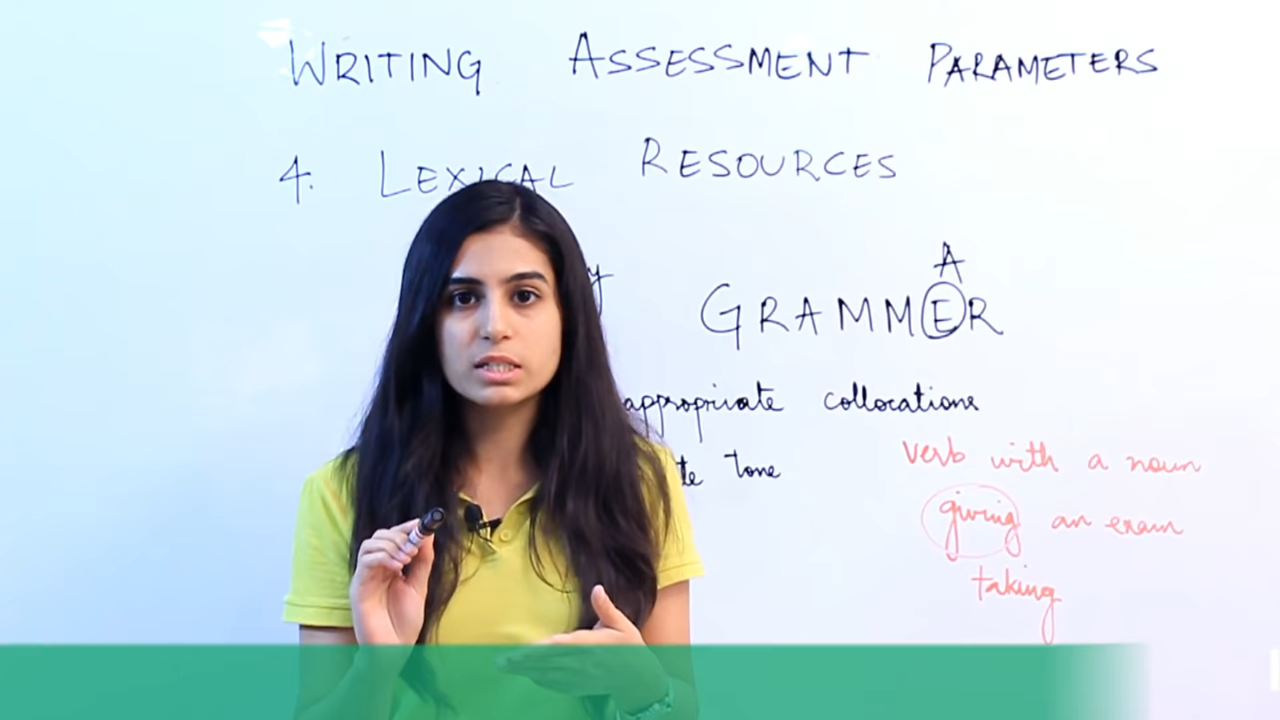 WRITING ASSESSMENT PARAMETERS
4. LEXICAL RESOURCES
A
GRAMMER
appropriate collocations
tone
verb with a noun
giving an exam
taking